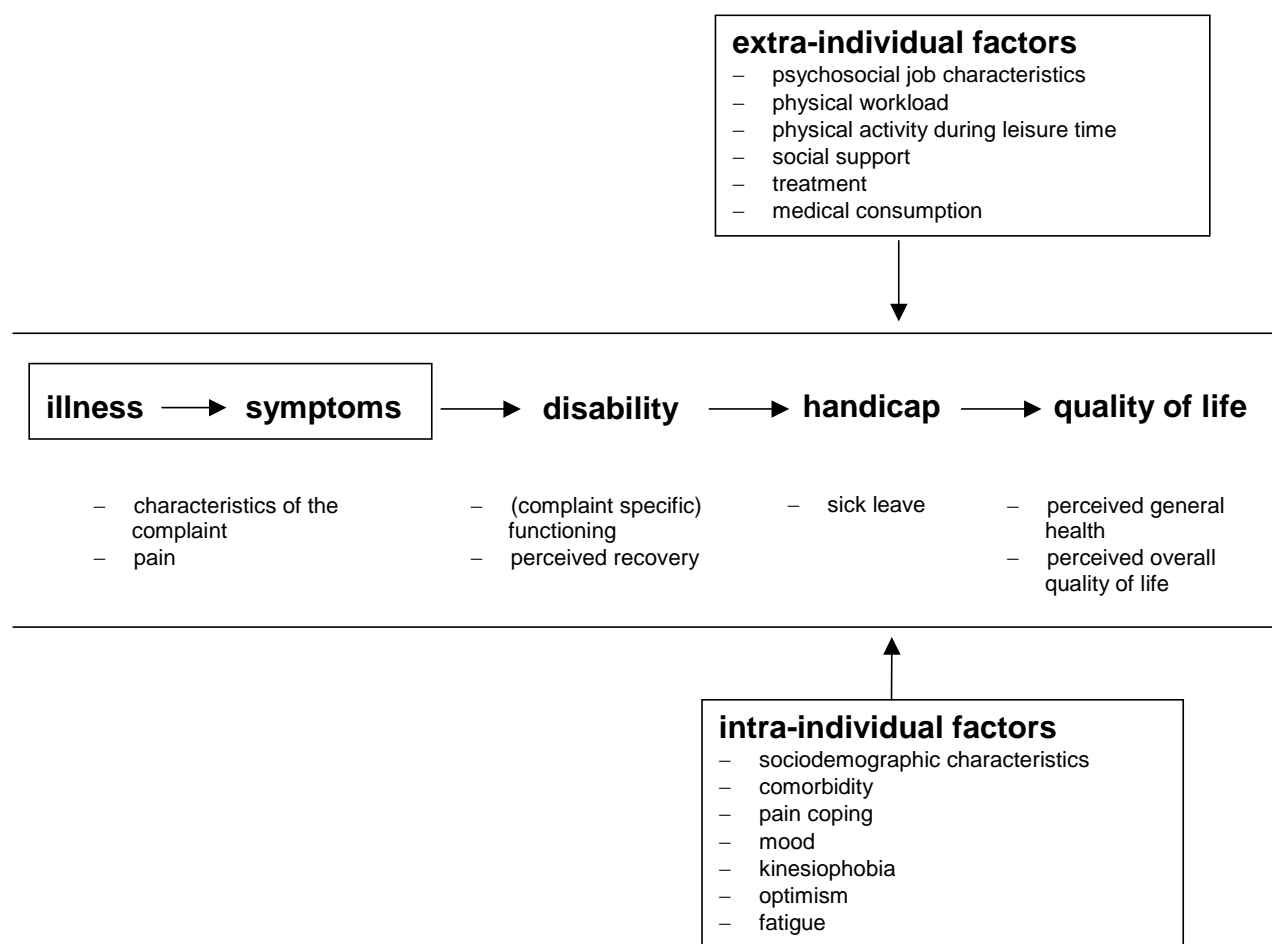 extra-individual factors
– psychosocial job characteristics
– physical workload
– physical activity during leisure time
– social support
– treatment
– medical consumption
illness symptoms disability handicap quality of life
– characteristics of the
complaint
– pain
– (complaint specific)
functioning
– perceived recovery
– sick leave
– perceived general
health
– perceived overall
quality of life
intra-individual factors
– sociodemographic characteristics
– comorbidity
– pain coping
– mood
– kinesiophobia
– optimism
– fatigue